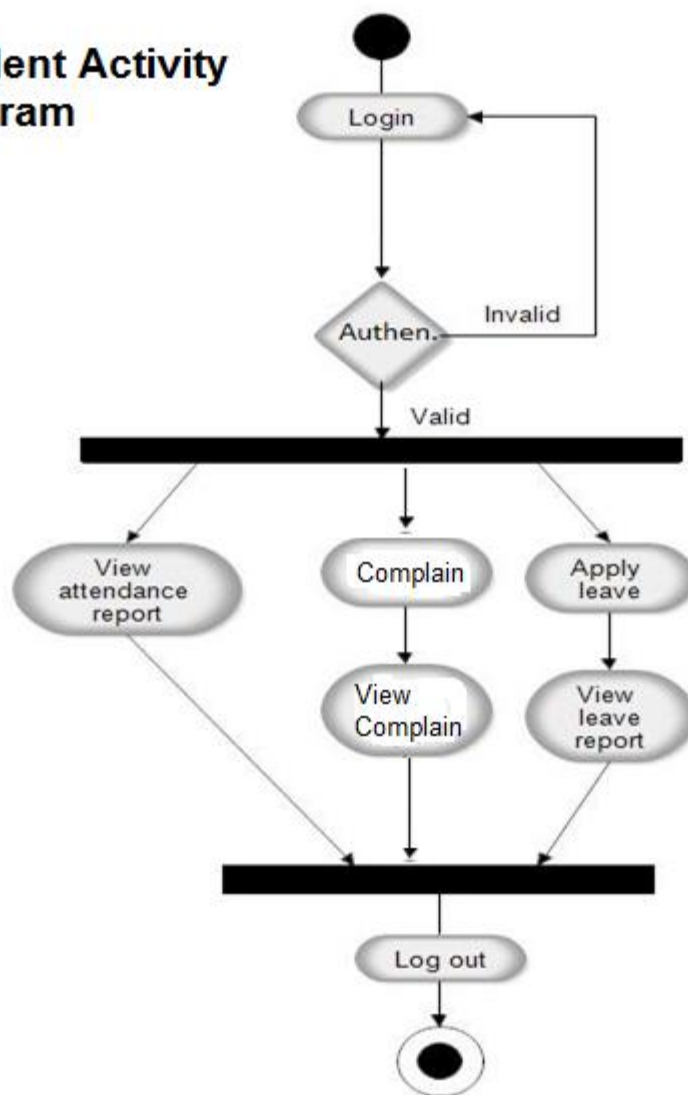 lent Activity
ram
Login
Authen.
Invalid
Valid
View
attendance
report
Complain
Apply
leave
View
Complain
View
leave
report
Log out